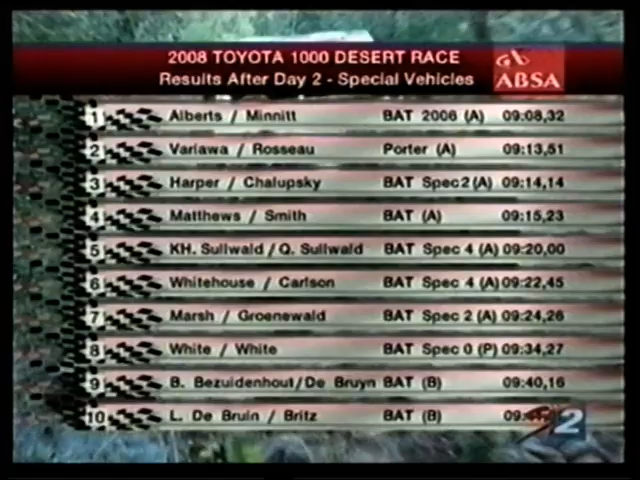 2008 TOYOTA 1000 DESERT RACE
Results After Day 2 - Special Vehicles
ABSA
1 Alberts / Minnitt BAT 2006 (A) 09:08,32
2 Variawa / Rosseau Porter (A) 09:13,51
3 Harper / Chalupsky BAT Spec2 (A) 09:14,14
4 Matthews / Smith BAT (A) 09:15,23
5 KH. Sullwald / Q. Sullwald BAT Spec 4 (A) 09:20,00
6 Whitehouse / Carlson BAT Spec 4 (A) 09:22,45
7 Marsh / Groenewald BAT Spec 2 (A) 09:24,26
8 White / White BAT Spec 0 (P) 09:34,27
9 B. Bezuidenhout/De Bruyn BAT (B) 09:40,16
10 L. De Bruin / Britz BAT (B)
2